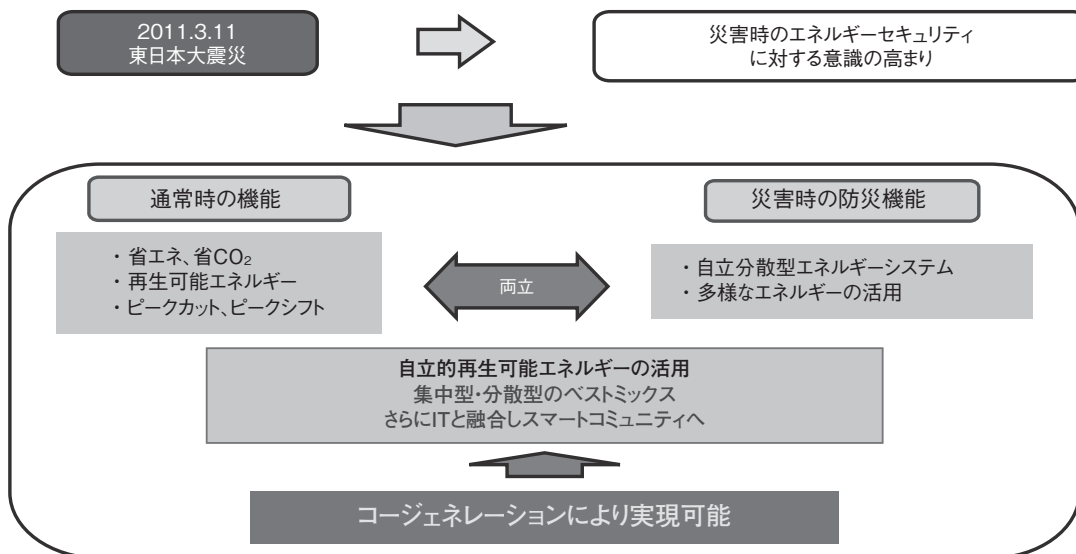 2011.3.11
東日本大震災
災害時のエネルギーセキュリティ
に対する意識の高まり
通常時の機能
災害時の防災機能
・省エネ、省CO₂
・再生可能エネルギー
・ピークカット、ピークシフト
両立
・自立分散型エネルギーシステム
・多様なエネルギーの活用
自立的再生可能エネルギーの活用
集中型・分散型のベストミックス
さらにITと融合しスマートコミュニティへ
コージェネレーションにより実現可能